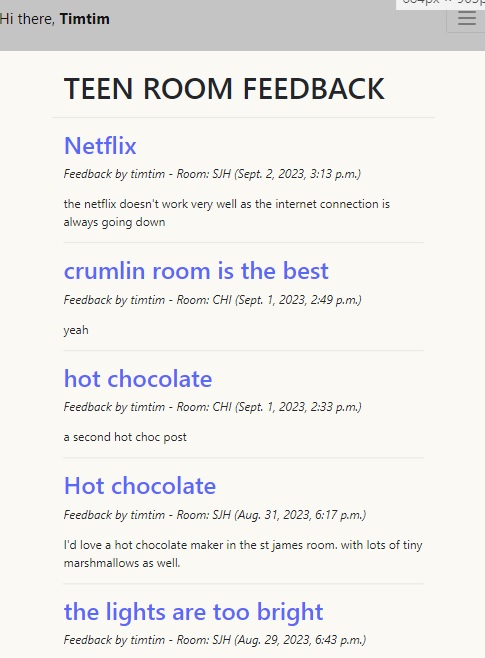 Hi there, Timtim
TEEN ROOM FEEDBACK
Netflix
Feedback by timtim - Room: SJH (Sept. 2, 2023, 3:13 p.m.)
the netflix doesn't work very well as the internet connection is
always going down
crumlin room is the best
Feedback by timtim - Room: CHI (Sept. 1, 2023, 2:49 p.m.)
yeah
hot chocolate
Feedback by timtim - Room: CHI (Sept. 1, 2023, 2:33 p.m.)
a second hot choc post
Hot chocolate
Feedback by timtim - Room: SJH (Aug. 31, 2023, 6:17 p.m.)
I'd love a hot chocolate maker in the st james room. with lots of tiny
marshmallows as well.
the lights are too bright
Feedback by timtim - Room: SJH (Aug. 29, 2023, 6:43 p.m.)